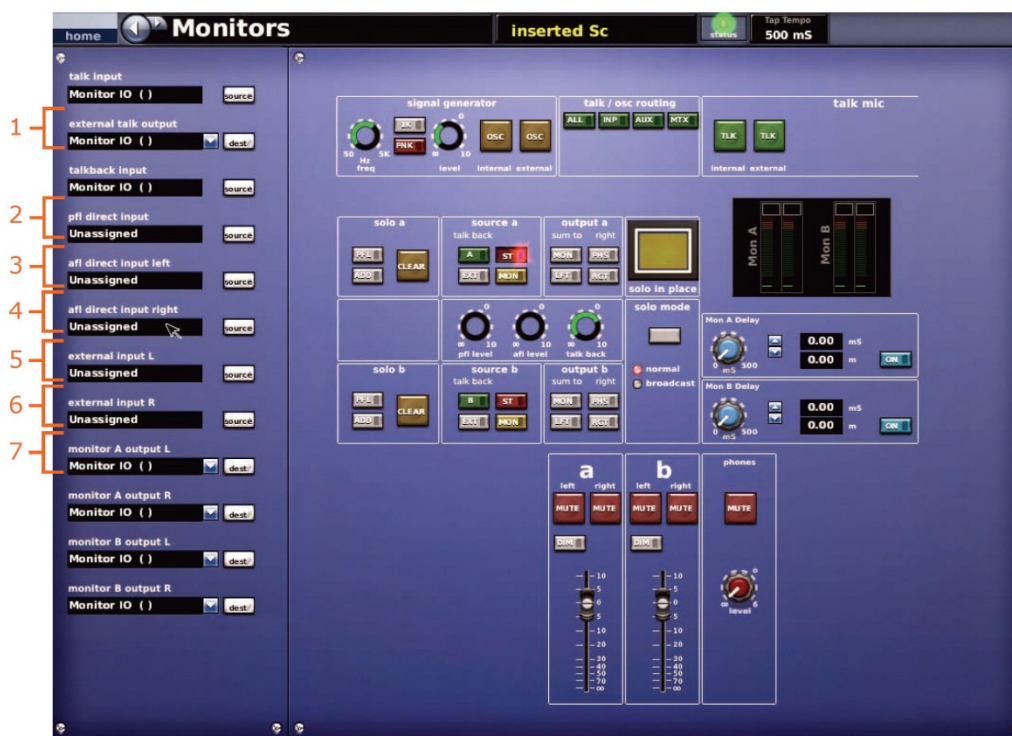 home
Monitors
inserted Sc
status
Tap Tempo
500 mS
talk input
Monitor IO ( )
source
1
external talk output
Monitor IO ( )
dest
talkback input
Monitor IO ( )
source
2
pfl direct input
Unassigned
source
3
afl direct input left
Unassigned
source
4
afl direct input right
Unassigned
source
5
external input L
Unassigned
source
6
external input R
Unassigned
source
7
monitor A output L
Monitor IO ( )
dest
monitor A output R
Monitor IO ( )
dest
monitor B output L
Monitor IO ( )
dest
monitor B output R
Monitor IO ( )
dest
signal generator
1K
PNK
50 Hz 5K
freq
∞ 0 10
level
OSC OSC
internal external
talk / osc routing
ALL INP AUX MTX
talk mic
TLK TLK
internal external
solo a
PFL
ADD
CLEAR
source a
talk back
A ST
EXT MON
output a
sum to right
MON PHS
LFT RGT
solo in place
Mon A
Mon B
∞ 0 10
pfl level
∞ 0 10
afl level
∞ 0 10
talk back
solo mode
normal
broadcast
Mon A Delay
0 mS 500
0.00 mS
0.00 m
ON
solo b
PFL
ADD
CLEAR
source b
talk back
B ST
EXT MON
output b
sum to right
MON PHS
LFT RGT
Mon B Delay
0 mS 500
0.00 mS
0.00 m
ON
a
left right
MUTE MUTE
DIM
10
5
0
5
10
20
30
40
50
70
∞
b
left right
MUTE MUTE
DIM
10
5
0
5
10
20
30
40
50
70
∞
phones
MUTE
0
∞ 6
level